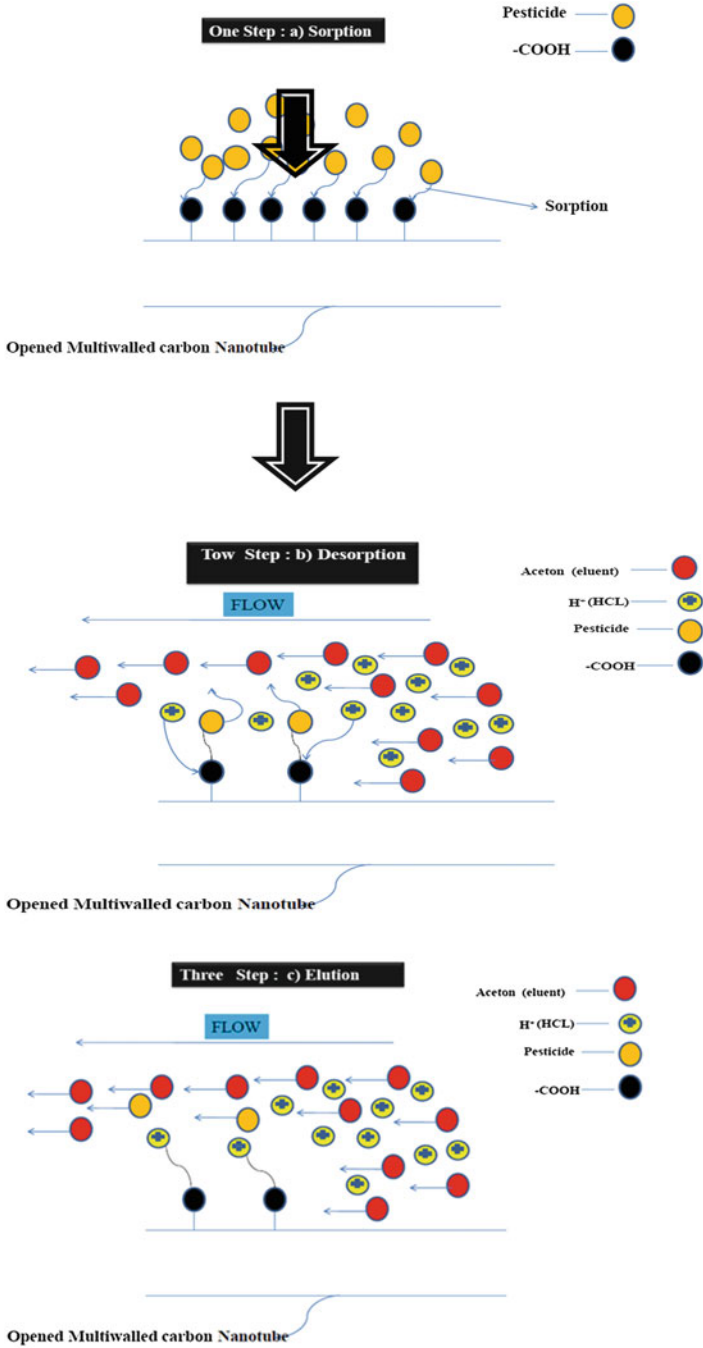 One Step : a) Sorption
Pesticide
-COOH
Sorption
Opened Multiwalled carbon Nanotube
Tow Step : b) Desorption
FLOW
Aceton (eluent)
H⁺ (HCL)
Pesticide
-COOH
Opened Multiwalled carbon Nanotube
Three Step : c) Elution
FLOW
Aceton (eluent)
H⁺ (HCL)
Pesticide
-COOH
Opened Multiwalled carbon Nanotube